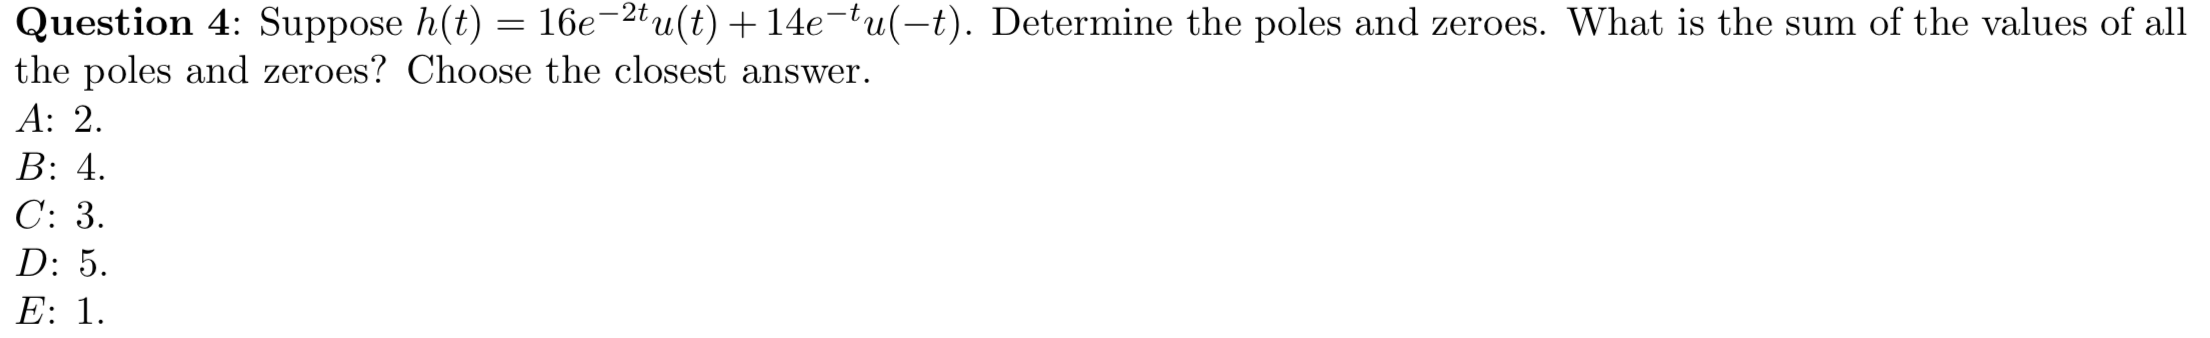 Question 4: Suppose h(t) = 16e^{−2t}u(t) + 14e^{−t}u(−t). Determine the poles and zeroes. What is the sum of the values of all
the poles and zeroes? Choose the closest answer.
A: 2.
B: 4.
C: 3.
D: 5.
E: 1.